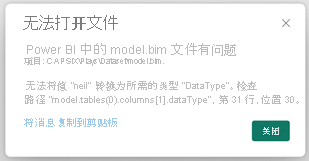 无法打开文件
Power BI 中的 model.bim 文件有问题
项目: CAPSIX\Plays\Dataset\model.bim.
无法将值 "neil" 转换为所需的类型 "DataType"。检查
路径 "model.tables(0).columns[1].dataType", 第 31 行, 位置 30。
将消息复制到剪贴板
关闭